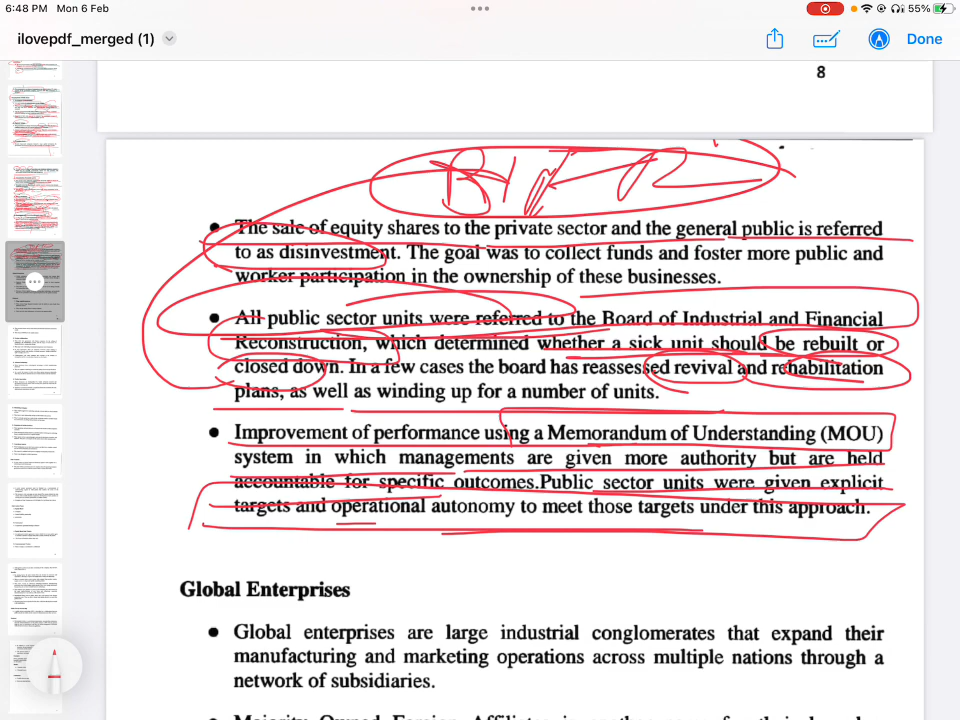 6:48 PM Mon 6 Feb
55%
ilovepdf_merged (1)
Done
8
BIFR
• The sale of equity shares to the private sector and the general public is referred
to as disinvestment. The goal was to collect funds and foster more public and
worker participation in the ownership of these businesses.
• All public sector units were referred to the Board of Industrial and Financial
Reconstruction, which determined whether a sick unit should be rebuilt or
closed down. In a few cases the board has reassessed revival and rehabilitation
plans, as well as winding up for a number of units.
• Improvement of performance using a Memorandum of Understanding (MOU)
system in which managements are given more authority but are held
accountable for specific outcomes.Public sector units were given explicit
targets and operational autonomy to meet those targets under this approach.
Global Enterprises
• Global enterprises are large industrial conglomerates that expand their
manufacturing and marketing operations across multiple nations through a
network of subsidiaries.